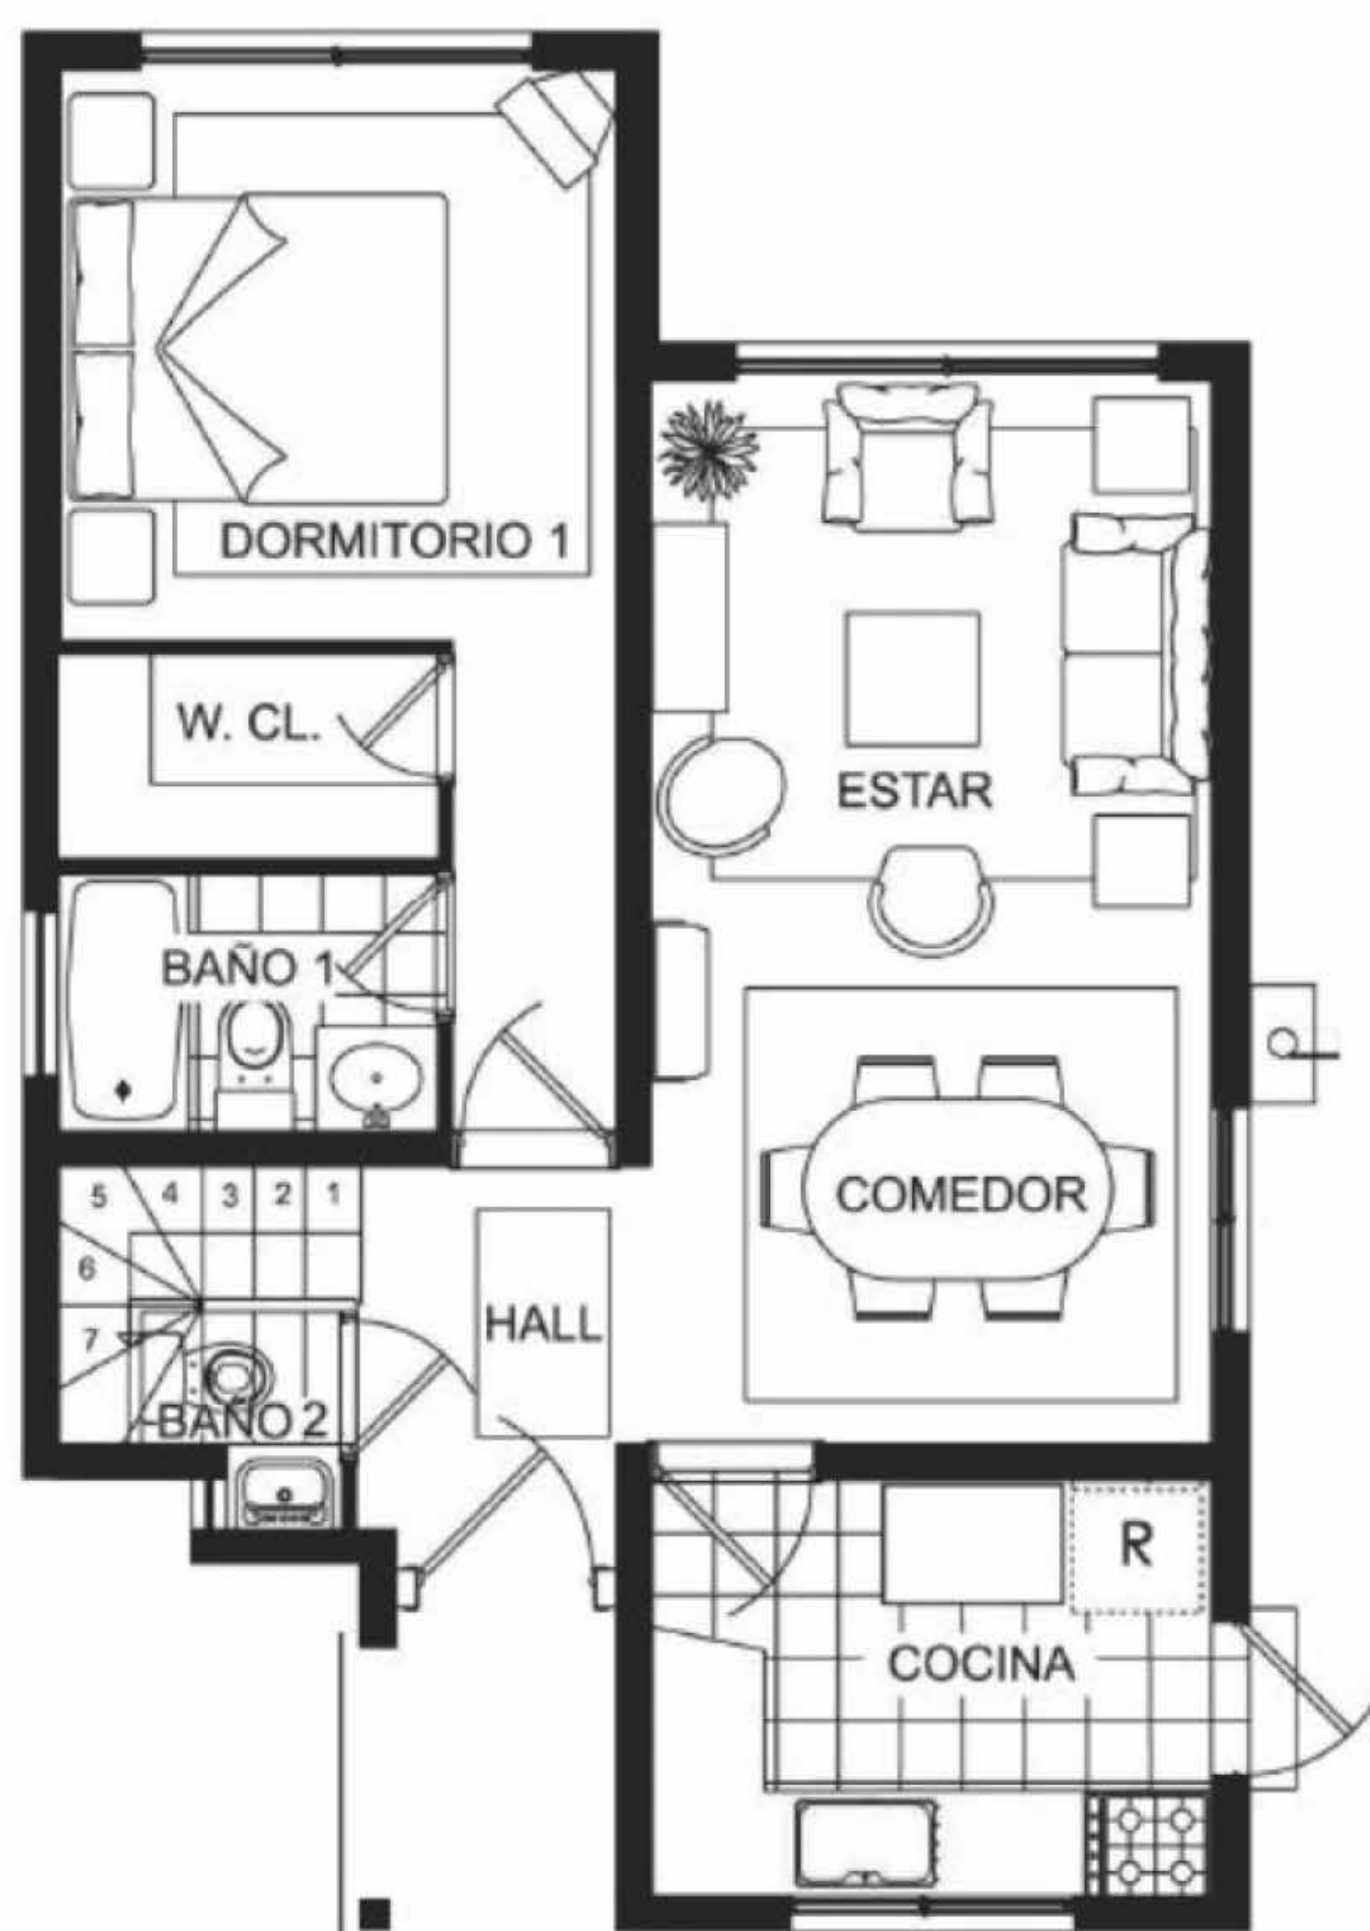 DORMITORIO 1
W. CL.
ESTAR
BAÑO 1
COMEDOR
5 4 3 2 1
6
7
HALL
BAÑO 2
R
COCINA